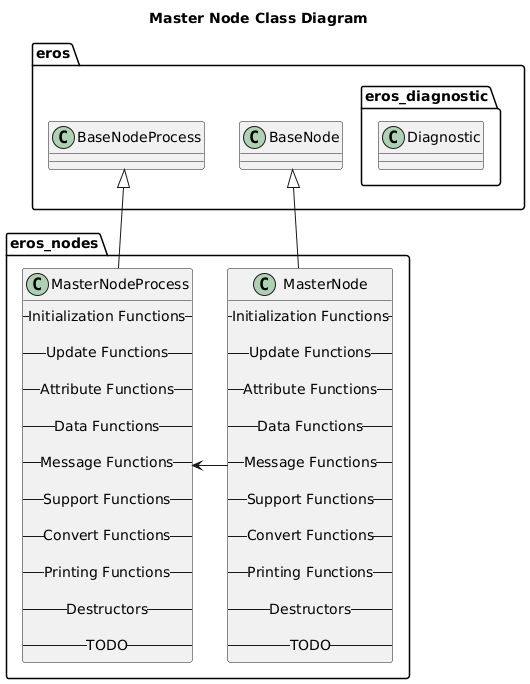 Master Node Class Diagram
eros
eros_diagnostic
C BaseNodeProcess
C BaseNode
C Diagnostic
eros_nodes
C MasterNodeProcess
Initialization Functions
Update Functions
Attribute Functions
Data Functions
Message Functions
Support Functions
Convert Functions
Printing Functions
Destructors
TODO
C MasterNode
Initialization Functions
Update Functions
Attribute Functions
Data Functions
Message Functions
Support Functions
Convert Functions
Printing Functions
Destructors
TODO